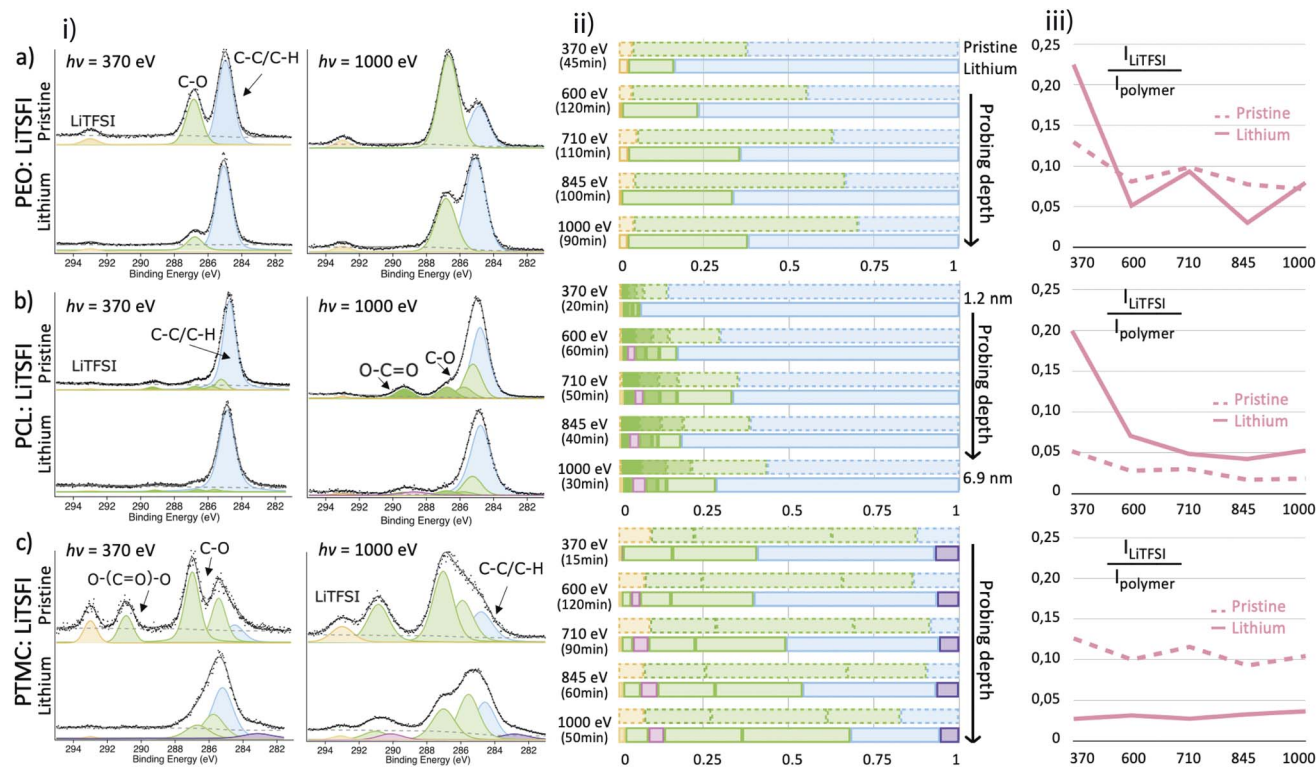 i)
ii)
iii)
a)
hν = 370 eV
hν = 1000 eV
C-C/C-H
C-O
LiTFSI
PEO: LiTSFI
Pristine
Lithium
294 292 290 288 286 284 282
Binding Energy (eV)
294 292 290 288 286 284 282
Binding Energy (eV)
370 eV
(45min)
600 eV
(120min)
710 eV
(110min)
845 eV
(100min)
1000 eV
(90min)
Pristine
Lithium
Probing depth
0 0.25 0.5 0.75 1
0,25
0,20
0,15
0,10
0,05
0
I LiTFSI
I polymer
Pristine
Lithium
370 600 710 845 1000
b)
hν = 370 eV
hν = 1000 eV
C-C/C-H
LiTFSI
O-C=O
C-O
PCL: LiTSFI
Pristine
Lithium
294 292 290 288 286 284 282
Binding Energy (eV)
294 292 290 288 286 284 282
Binding Energy (eV)
370 eV
(20min)
600 eV
(60min)
710 eV
(50min)
845 eV
(40min)
1000 eV
(30min)
1.2 nm
Probing depth
6.9 nm
0 0.25 0.5 0.75 1
0,25
0,20
0,15
0,10
0,05
0
I LiTFSI
I polymer
Pristine
Lithium
370 600 710 845 1000
c)
hν = 370 eV
hν = 1000 eV
C-O
O-(C=O)-O
LiTFSI
C-C/C-H
PTMC: LiTSFI
Pristine
Lithium
294 292 290 288 286 284 282
Binding Energy (eV)
294 292 290 288 286 284 282
Binding Energy (eV)
370 eV
(15min)
600 eV
(120min)
710 eV
(90min)
845 eV
(60min)
1000 eV
(50min)
Probing depth
0 0.25 0.5 0.75 1
0,25
0,20
0,15
0,10
0,05
0
I LiTFSI
I polymer
Pristine
Lithium
370 600 710 845 1000